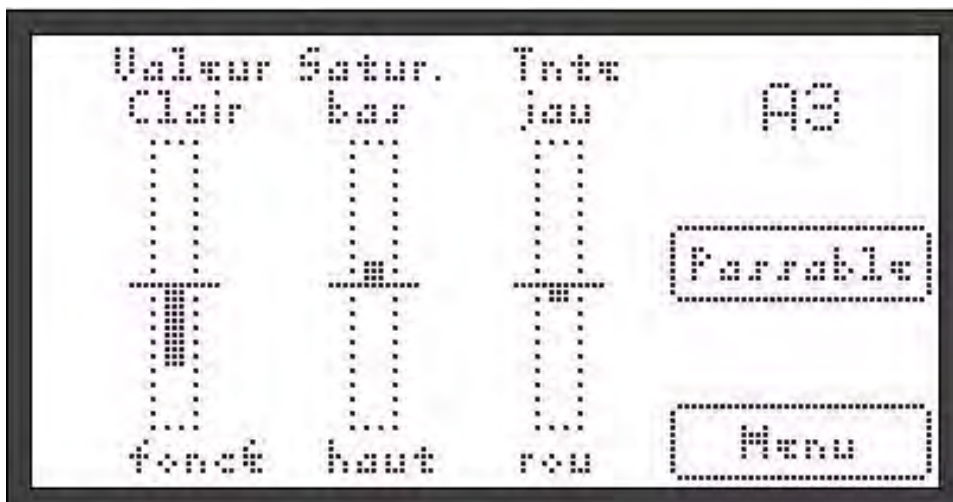 Valeur Satur. Inte
Clair bas jau
A3
Passable
foncé haut rou
Menu